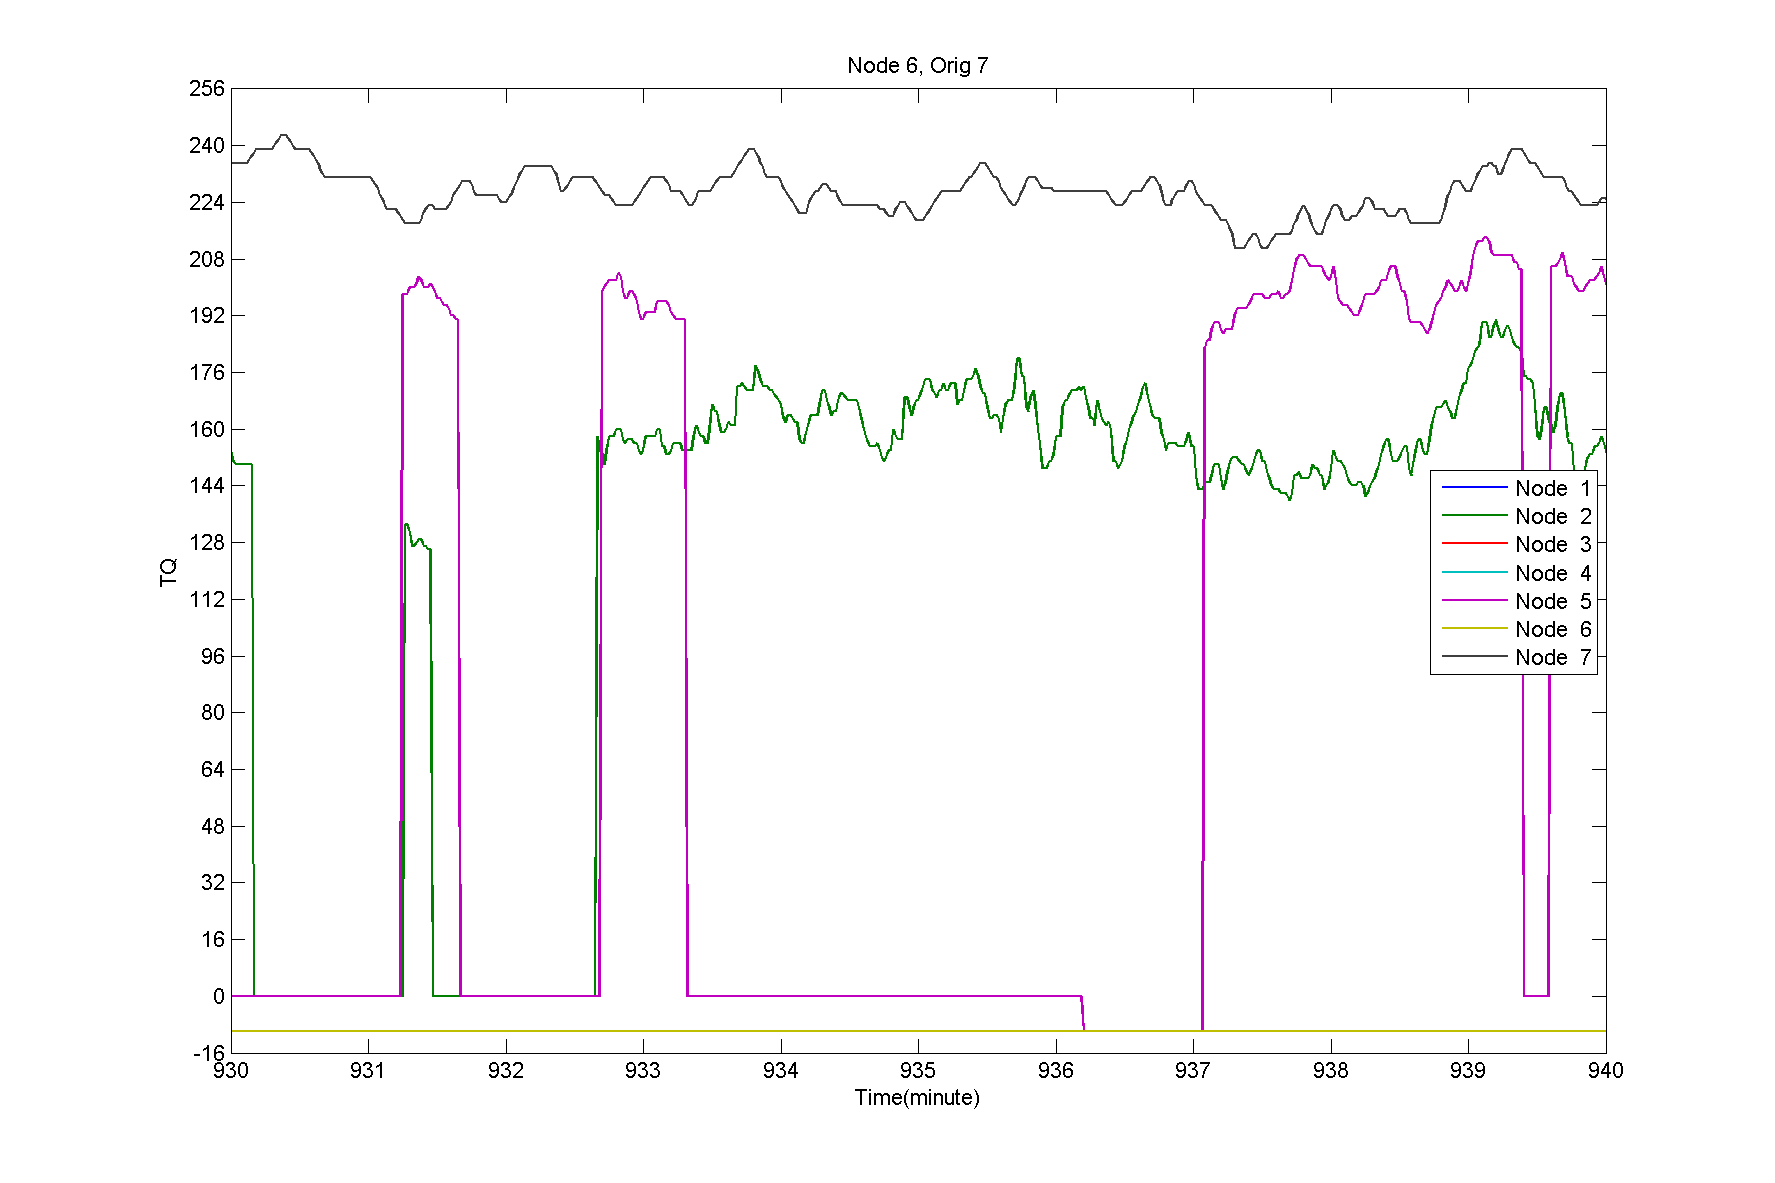 Node 6, Orig 7
256
240
224
208
192
176
160
144
128
112
96
80
64
48
32
16
0
-16
TQ
930 931 932 933 934 935 936 937 938 939 940
Time(minute)
Node 1
Node 2
Node 3
Node 4
Node 5
Node 6
Node 7